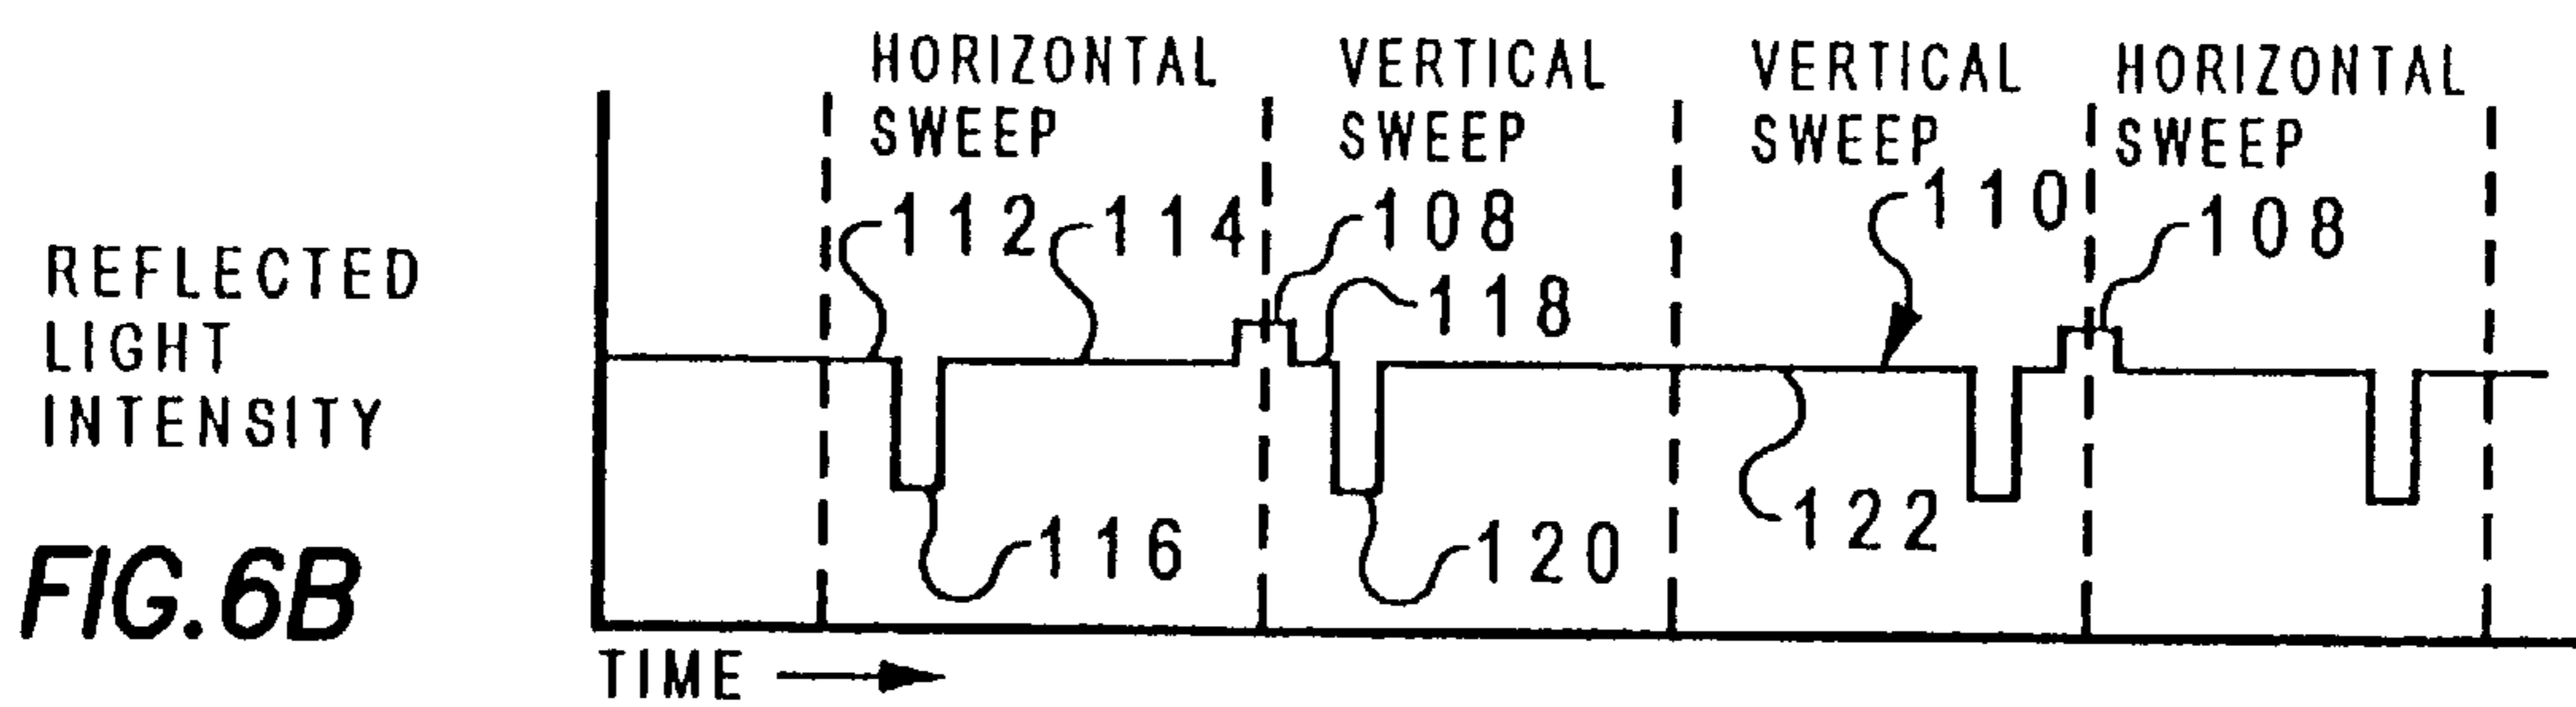 HORIZONTAL
SWEEP
VERTICAL
SWEEP
VERTICAL
SWEEP
HORIZONTAL
SWEEP
112
114
108
118
110
108
REFLECTED
LIGHT
INTENSITY
116
120
122
FIG.6B
TIME